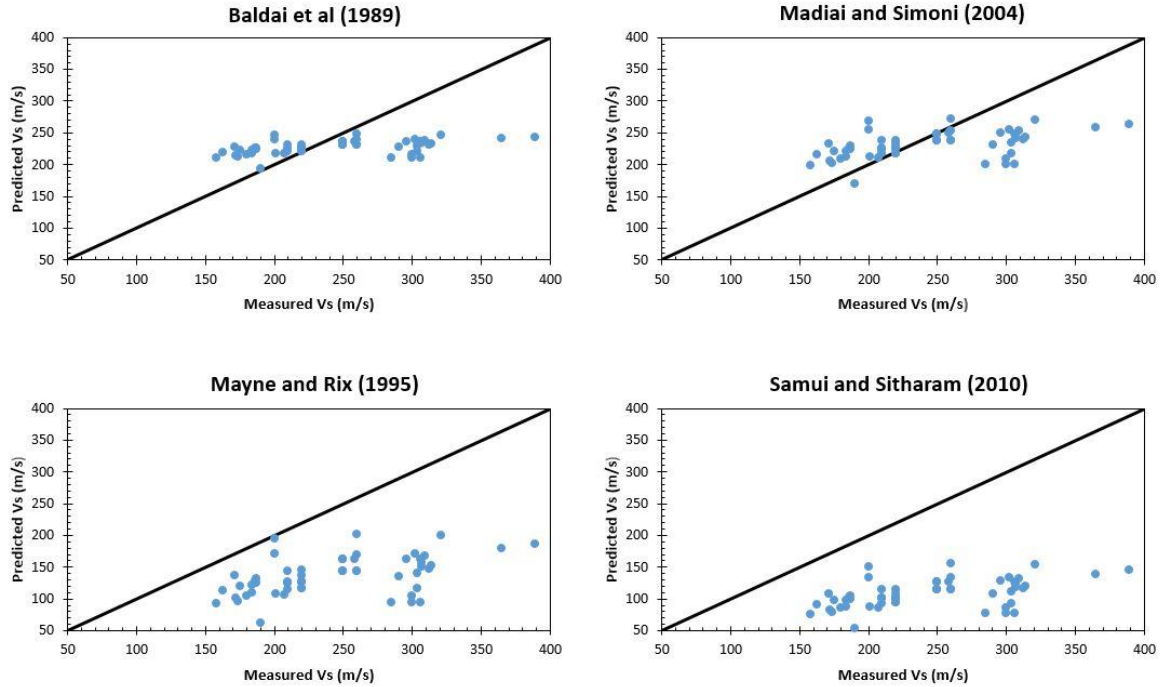 Baldai et al (1989)
400
350
300
250
200
150
100
50
Predicted Vs (m/s)
50 100 150 200 250 300 350 400
Measured Vs (m/s)
Madiai and Simoni (2004)
400
350
300
250
200
150
100
50
Predicted Vs (m/s)
50 100 150 200 250 300 350 400
Measured Vs (m/s)
Mayne and Rix (1995)
400
350
300
250
200
150
100
50
Predicted Vs (m/s)
50 100 150 200 250 300 350 400
Measured Vs (m/s)
Samui and Sitharam (2010)
400
350
300
250
200
150
100
50
Predicted Vs (m/s)
50 100 150 200 250 300 350 400
Measured Vs (m/s)